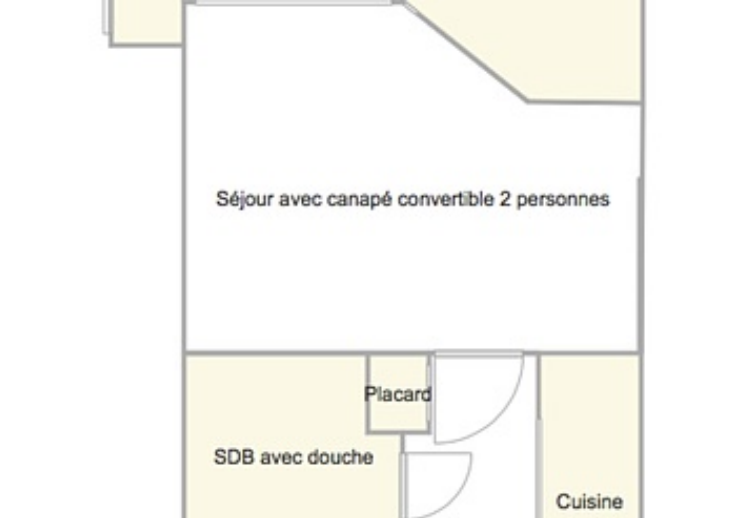 Séjour avec canapé convertible 2 personnes
Placard
SDB avec douche
Cuisine